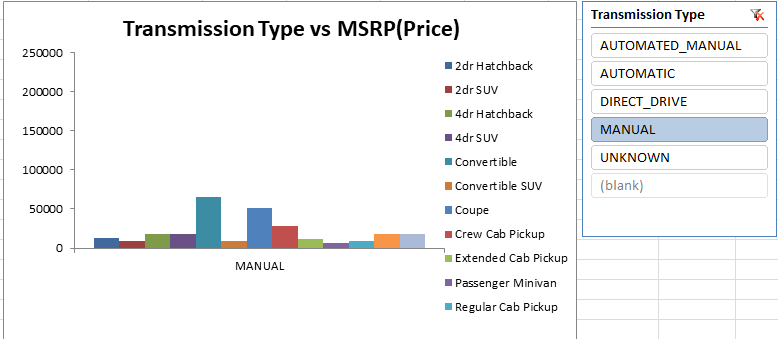 Transmission Type vs MSRP(Price)
250000
200000
150000
100000
50000
0
MANUAL
2dr Hatchback
2dr SUV
4dr Hatchback
4dr SUV
Convertible
Convertible SUV
Coupe
Crew Cab Pickup
Extended Cab Pickup
Passenger Minivan
Regular Cab Pickup
Transmission Type
AUTOMATED_MANUAL
AUTOMATIC
DIRECT_DRIVE
MANUAL
UNKNOWN
(blank)